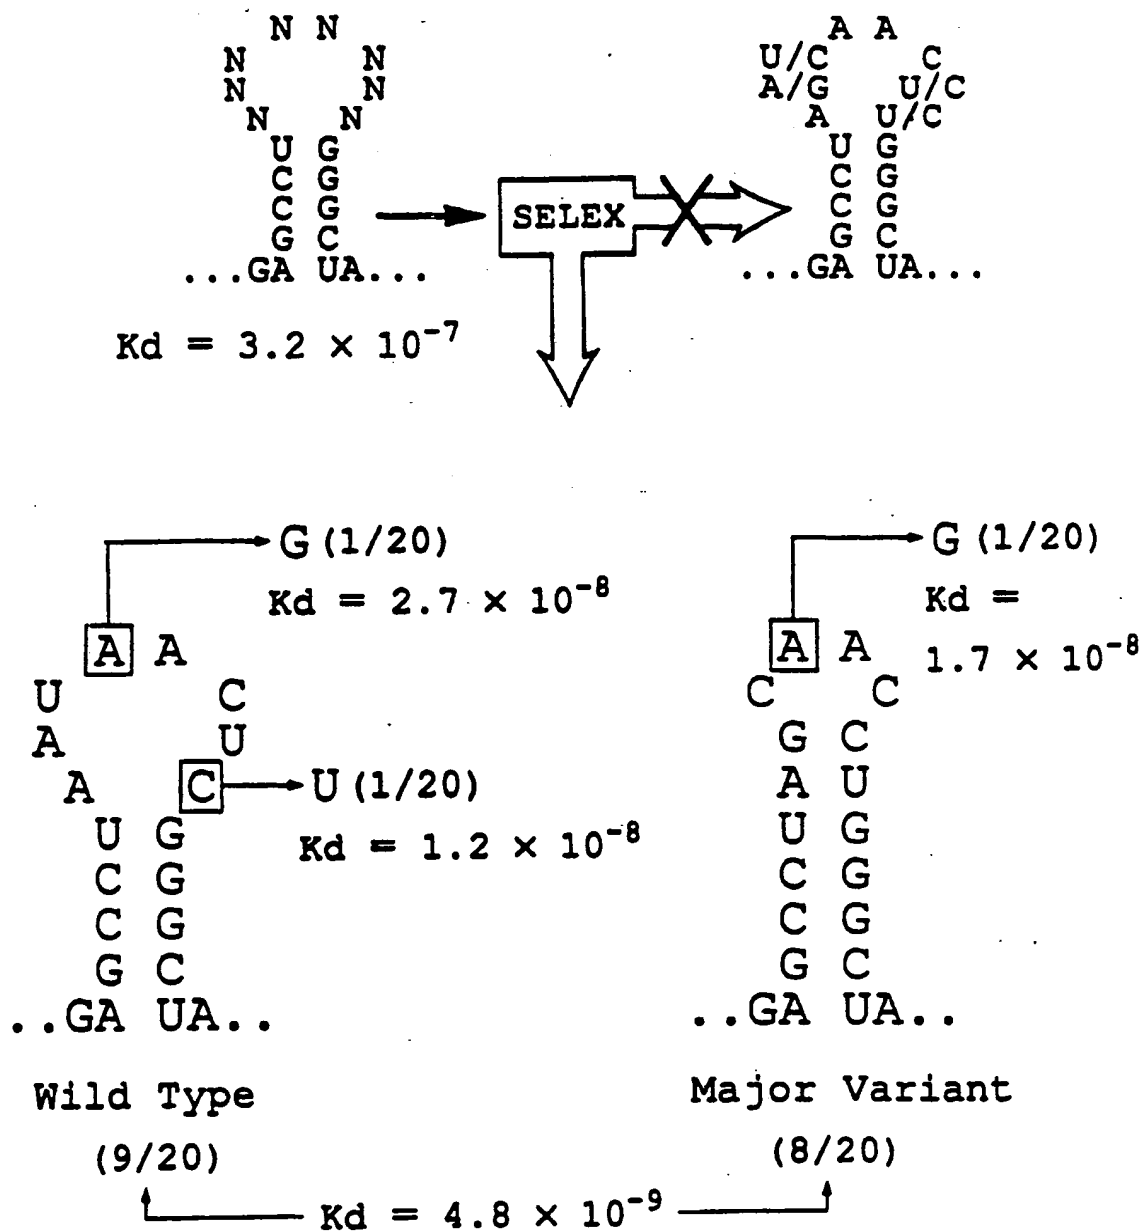 N N
N N
N N
N N
U G
C G
C G
G C
...GA UA...
Kd = 3.2 × 10⁻⁷
SELEX
A A
U/C C
A/G U/C C
A U/C
U G
C G
C G
G C
...GA UA...
G (1/20)
Kd = 2.7 × 10⁻⁸
A A
U C
A U
A C
U (1/20)
Kd = 1.2 × 10⁻⁸
U G
C G
C G
G C
..GA UA..
Wild Type
(9/20)
G (1/20)
Kd =
1.7 × 10⁻⁸
A A
C C
G C
A U
U G
C G
C G
G C
..GA UA..
Major Variant
(8/20)
Kd = 4.8 × 10⁻⁹